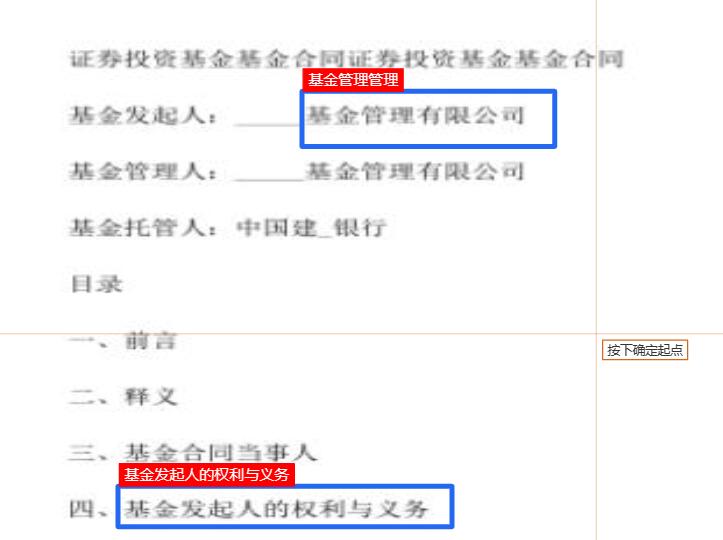 证券投资基金基金合同证券投资基金基金合同
基金管理管理
基金发起人：______基金管理有限公司
基金管理人：______基金管理有限公司
基金托管人：中国建_银行
目录
一、前言
按下确定起点
二、释义
三、基金合同当事人
基金发起人的权利与义务
四、基金发起人的权利与义务